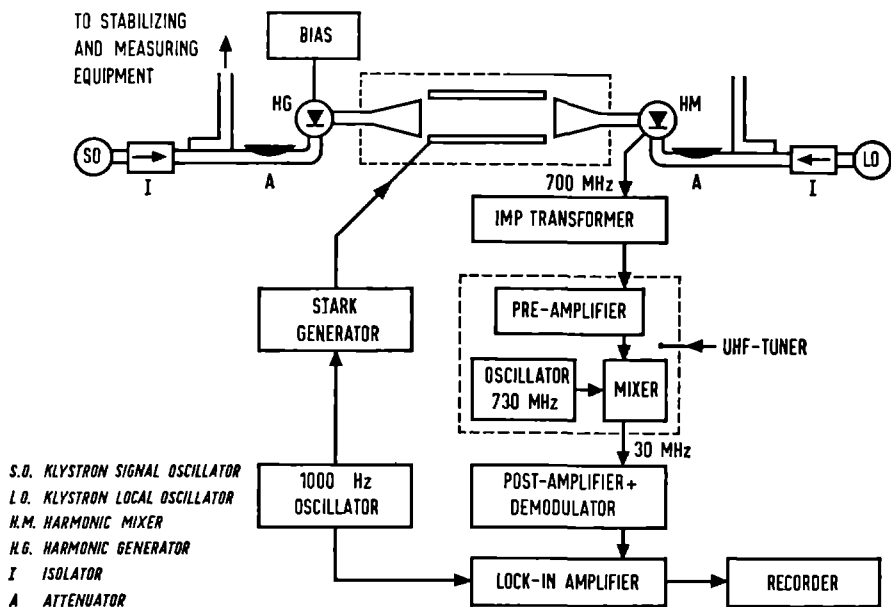 TO STABILIZING
AND MEASURING
EQUIPMENT
BIAS
HG
HM
SO
I
A
A
I
LO
700 MHz
IMP TRANSFORMER
STARK
GENERATOR
PRE-AMPLIFIER
UHF-TUNER
OSCILLATOR
730 MHz
MIXER
30 MHz
1000 Hz
OSCILLATOR
POST-AMPLIFIER+
DEMODULATOR
LOCK-IN AMPLIFIER
RECORDER
S.O. KLYSTRON SIGNAL OSCILLATOR
L O. KLYSTRON LOCAL OSCILLATOR
H.M. HARMONIC MIXER
H.G. HARMONIC GENERATOR
I ISOLATOR
A ATTENUATOR